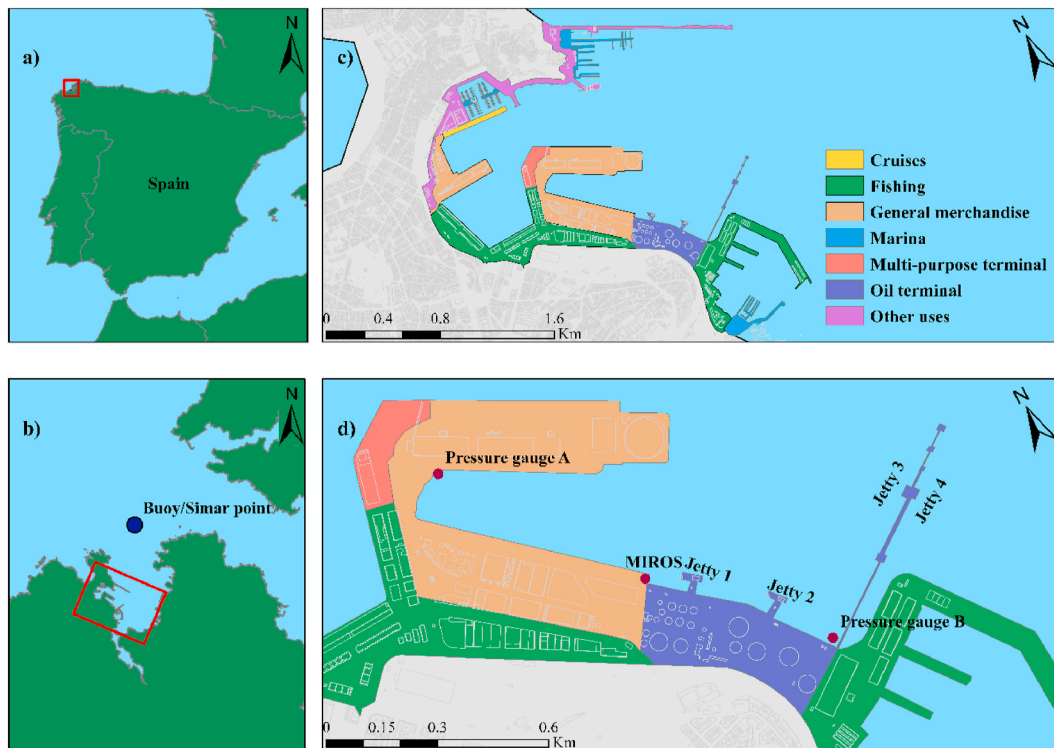 a)
N
Spain
c)
N
Cruises
Fishing
General merchandise
Marina
Multi-purpose terminal
Oil terminal
Other uses
0 0.4 0.8 1.6
Km
b)
N
Buoy/Simar point
d)
N
Pressure gauge A
Jetty 3
Jetty 4
MIROS Jetty 1
Jetty 2
Pressure gauge B
0 0.15 0.3 0.6
Km